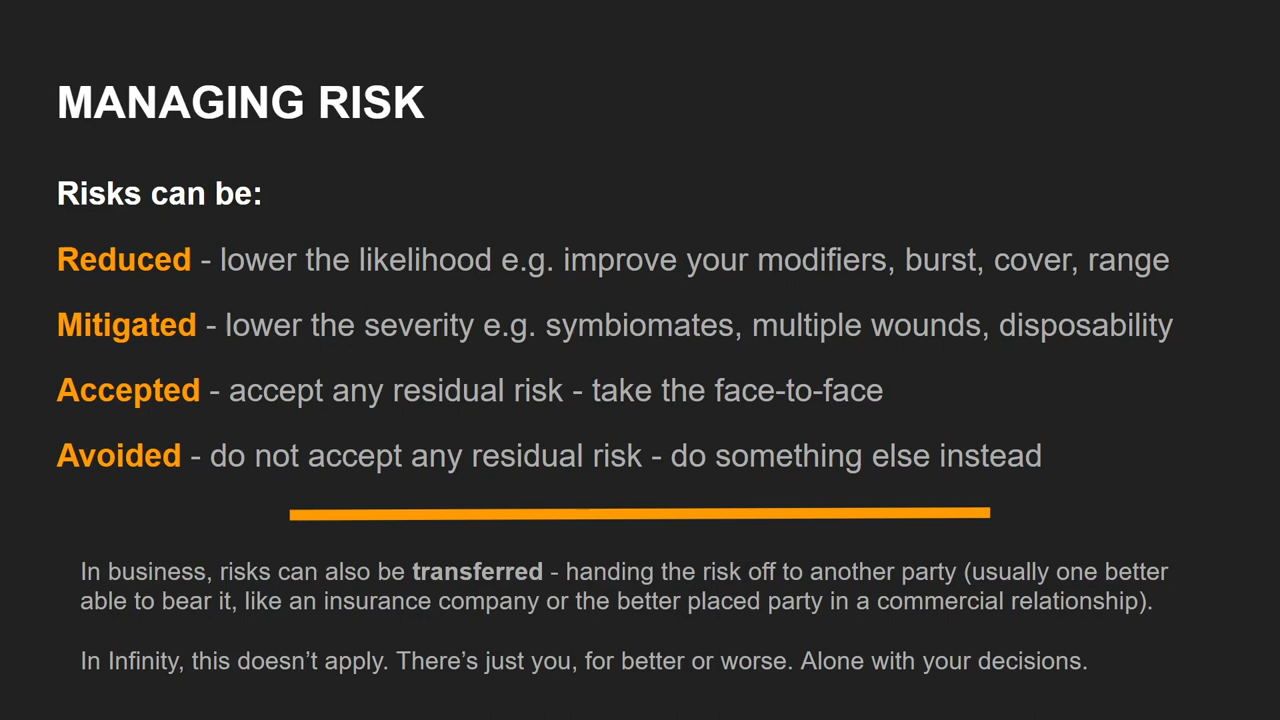 MANAGING RISK
Risks can be:
Reduced - lower the likelihood e.g. improve your modifiers, burst, cover, range
Mitigated - lower the severity e.g. symbiomates, multiple wounds, disposability
Accepted - accept any residual risk - take the face-to-face
Avoided - do not accept any residual risk - do something else instead
In business, risks can also be transferred - handing the risk off to another party (usually one better
able to bear it, like an insurance company or the better placed party in a commercial relationship).
In Infinity, this doesn’t apply. There’s just you, for better or worse. Alone with your decisions.